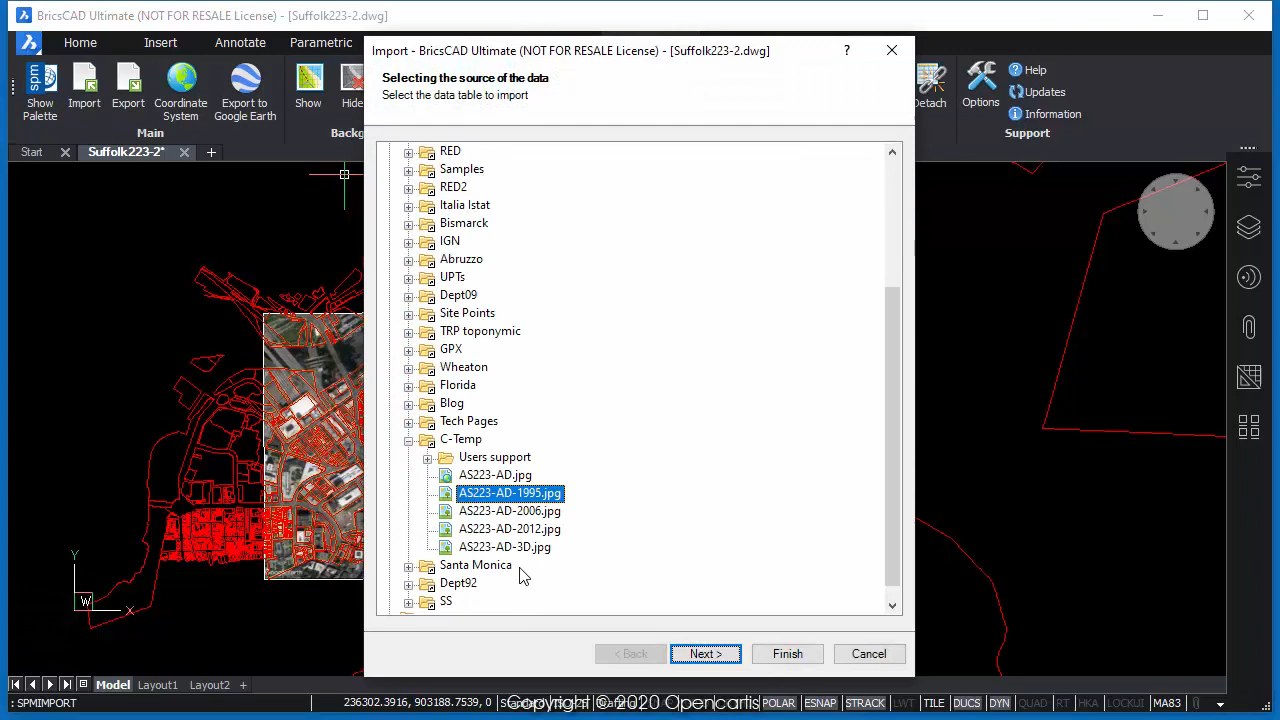 BricsCAD Ultimate (NOT FOR RESALE License) - [Suffolk223-2.dwg]
Home Insert Annotate Parametric
Import - BricsCAD Ultimate (NOT FOR RESALE License) - [Suffolk223-2.dwg] ?
Selecting the source of the data
Select the data table to import
spm
Show Palette
Import
Export
Coordinate System
Export to Google Earth
Show
Hide
Main
Detach
Options
Help
Updates
Information
Support
Start Suffolk223-2* +
RED
Samples
RED2
Italia Istat
Bismarck
IGN
Abruzzo
UPTs
Dept09
Site Points
TRP toponymic
GPX
Wheaton
Florida
Blog
Tech Pages
C-Temp
Users support
AS223-AD.jpg
AS223-AD-1995.jpg
AS223-AD-2006.jpg
AS223-AD-2012.jpg
AS223-AD-3D.jpg
Santa Monica
Dept92
SS
Y
W X
< Back Next > Finish Cancel
Model Layout1 Layout2 +
: SPMIMPORT
236302.3916, 903188.7539, 0
Copyright © 2020 Opencartis
POLAR ESNAP STRACK LWT TILE DUCS DYN QUAD RT HKA LOCKUI MA83